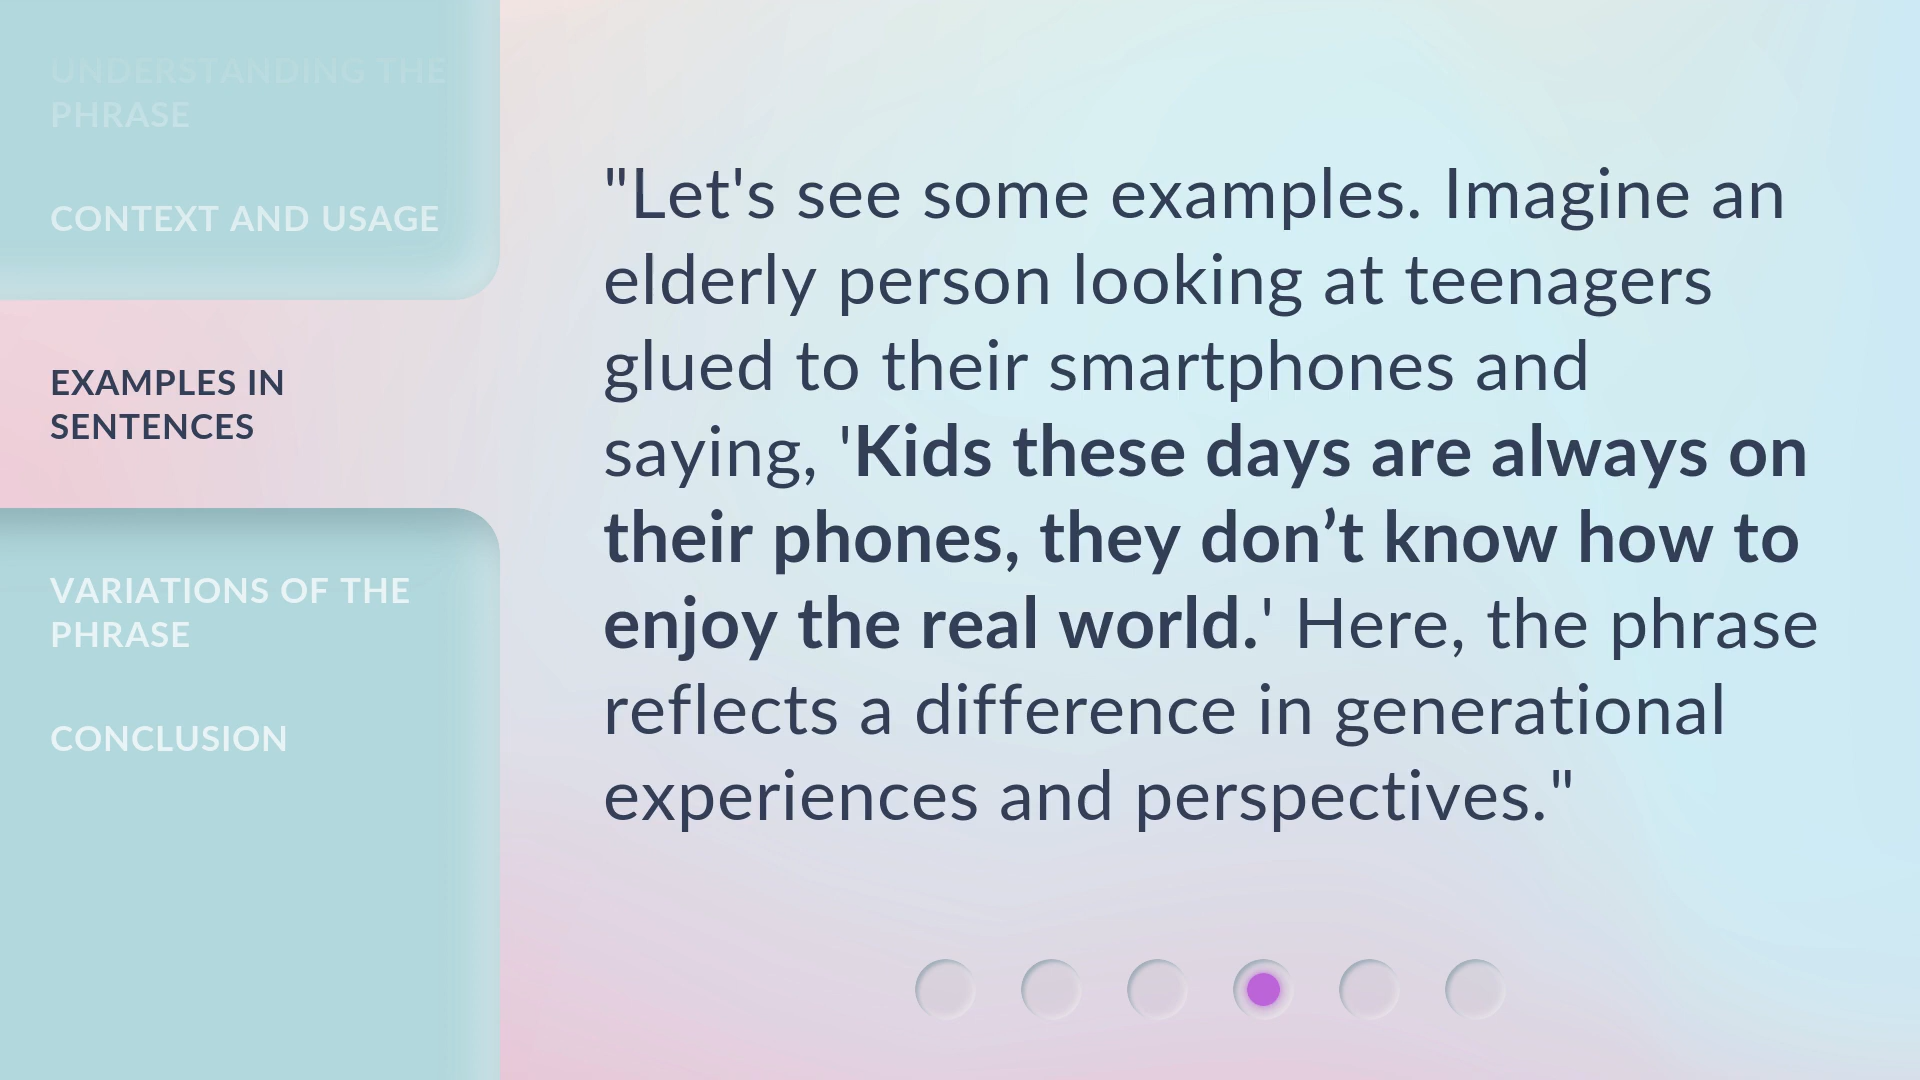 UNDERSTANDING THE
PHRASE
CONTEXT AND USAGE
EXAMPLES IN
SENTENCES
VARIATIONS OF THE
PHRASE
CONCLUSION
"Let's see some examples. Imagine an
elderly person looking at teenagers
glued to their smartphones and
saying, 'Kids these days are always on
their phones, they don’t know how to
enjoy the real world.' Here, the phrase
reflects a difference in generational
experiences and perspectives."